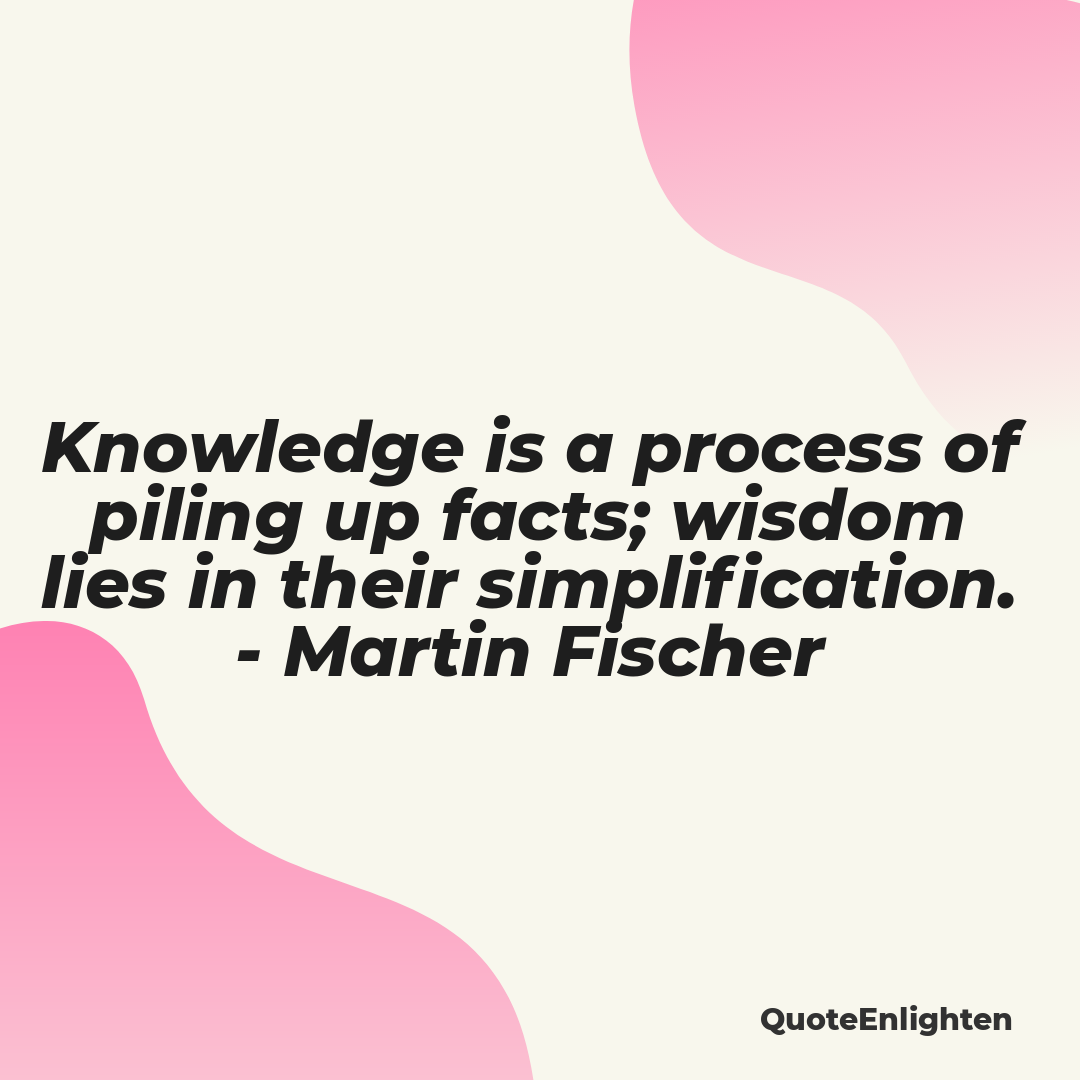 Knowledge is a process of
piling up facts; wisdom
lies in their simplification.
- Martin Fischer
QuoteEnlighten